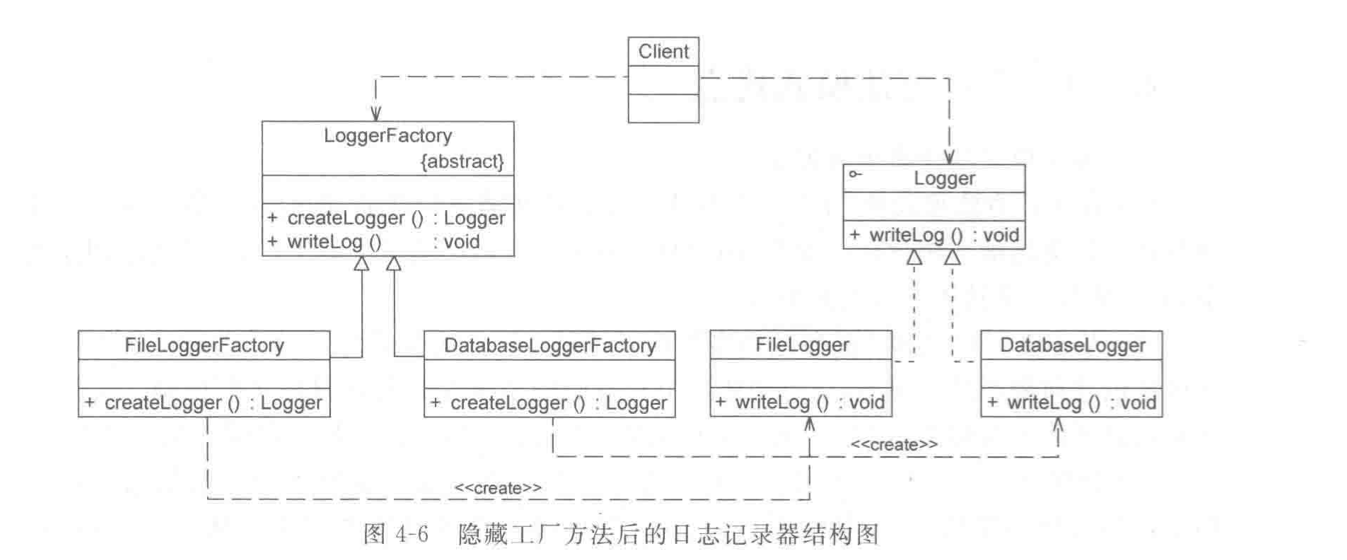 Client
LoggerFactory
{abstract}
+ createLogger () : Logger
+ writeLog () : void
Logger
+ writeLog () : void
FileLoggerFactory
+ createLogger () : Logger
DatabaseLoggerFactory
+ createLogger () : Logger
FileLogger
+ writeLog () : void
DatabaseLogger
+ writeLog () : void
<<create>>
<<create>>
图 4-6 隐藏工厂方法后的日志记录器结构图